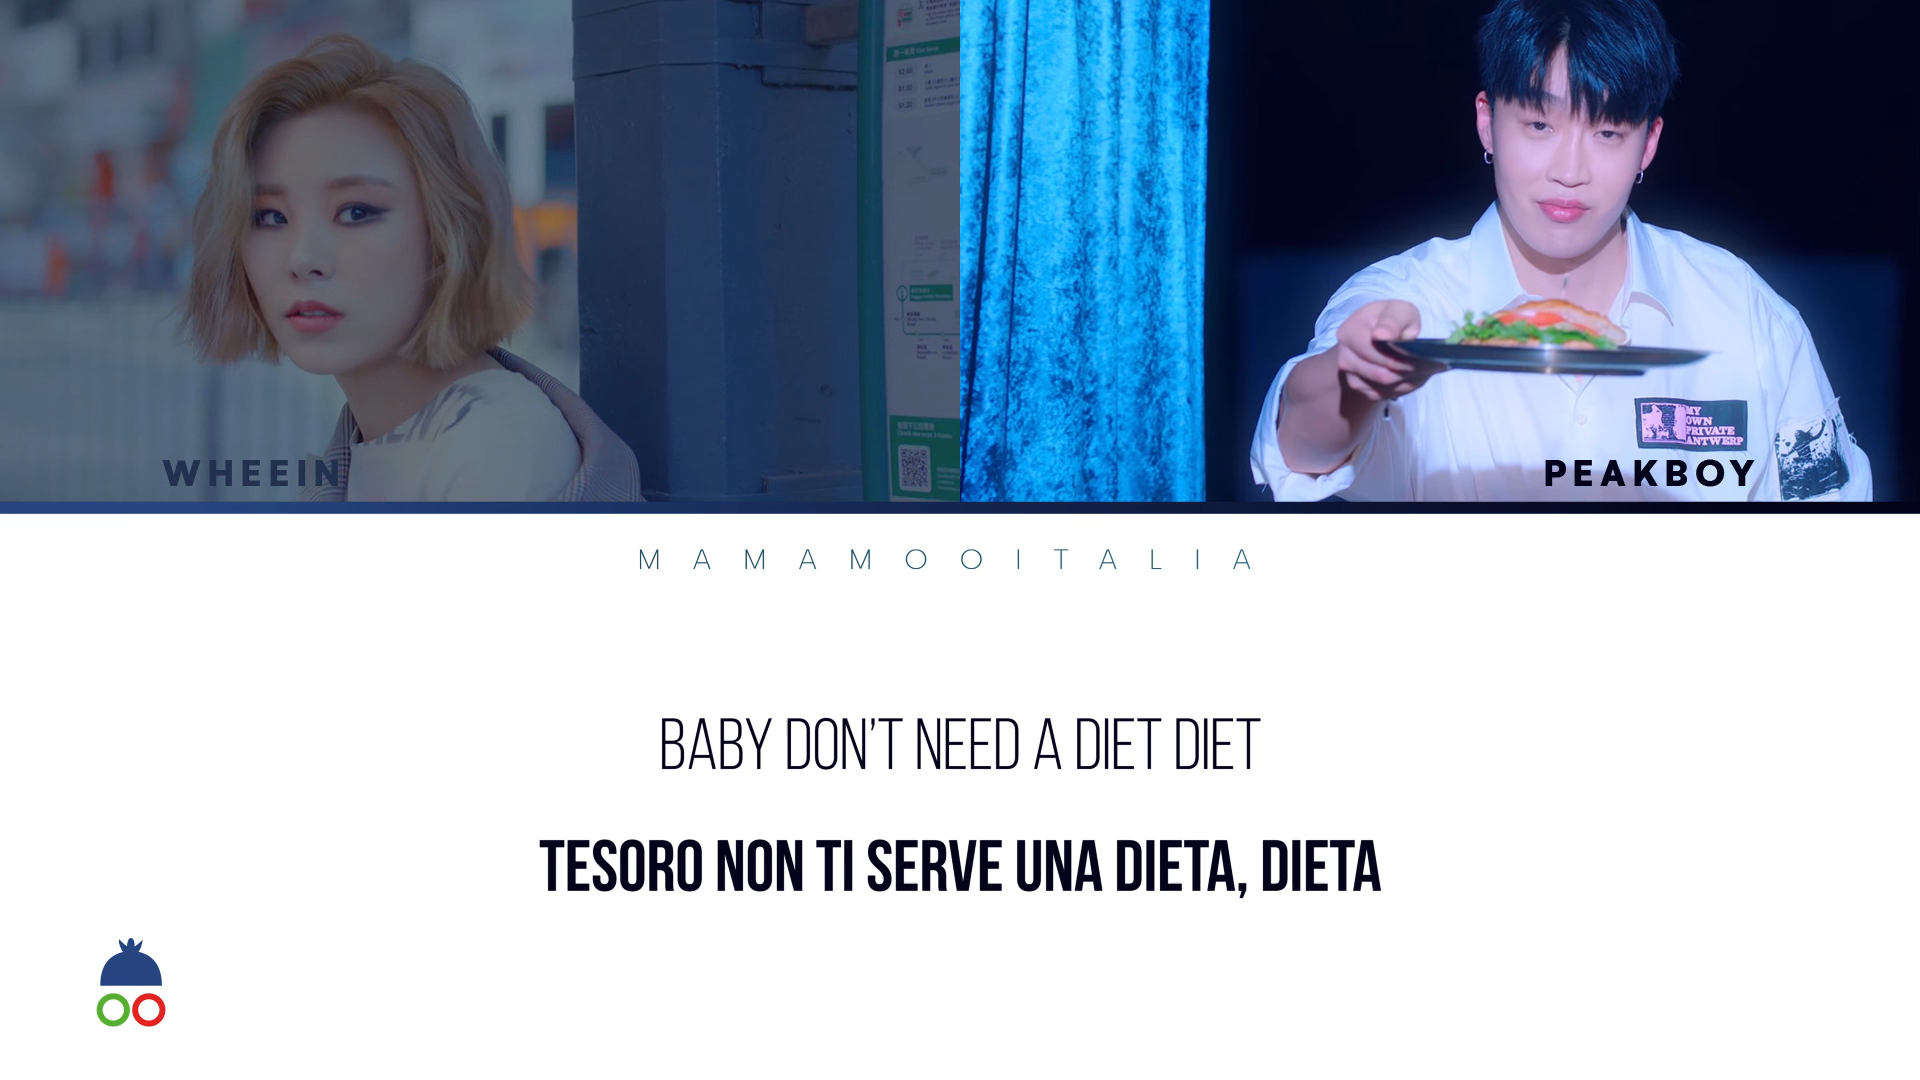 WHEEIN
MY
OWN
PRIVATE
ANTWERP
PEAKBOY
MAMAMOOITALIA
BABY DON'T NEED A DIET DIET
TESORO NON TI SERVE UNA DIETA, DIETA